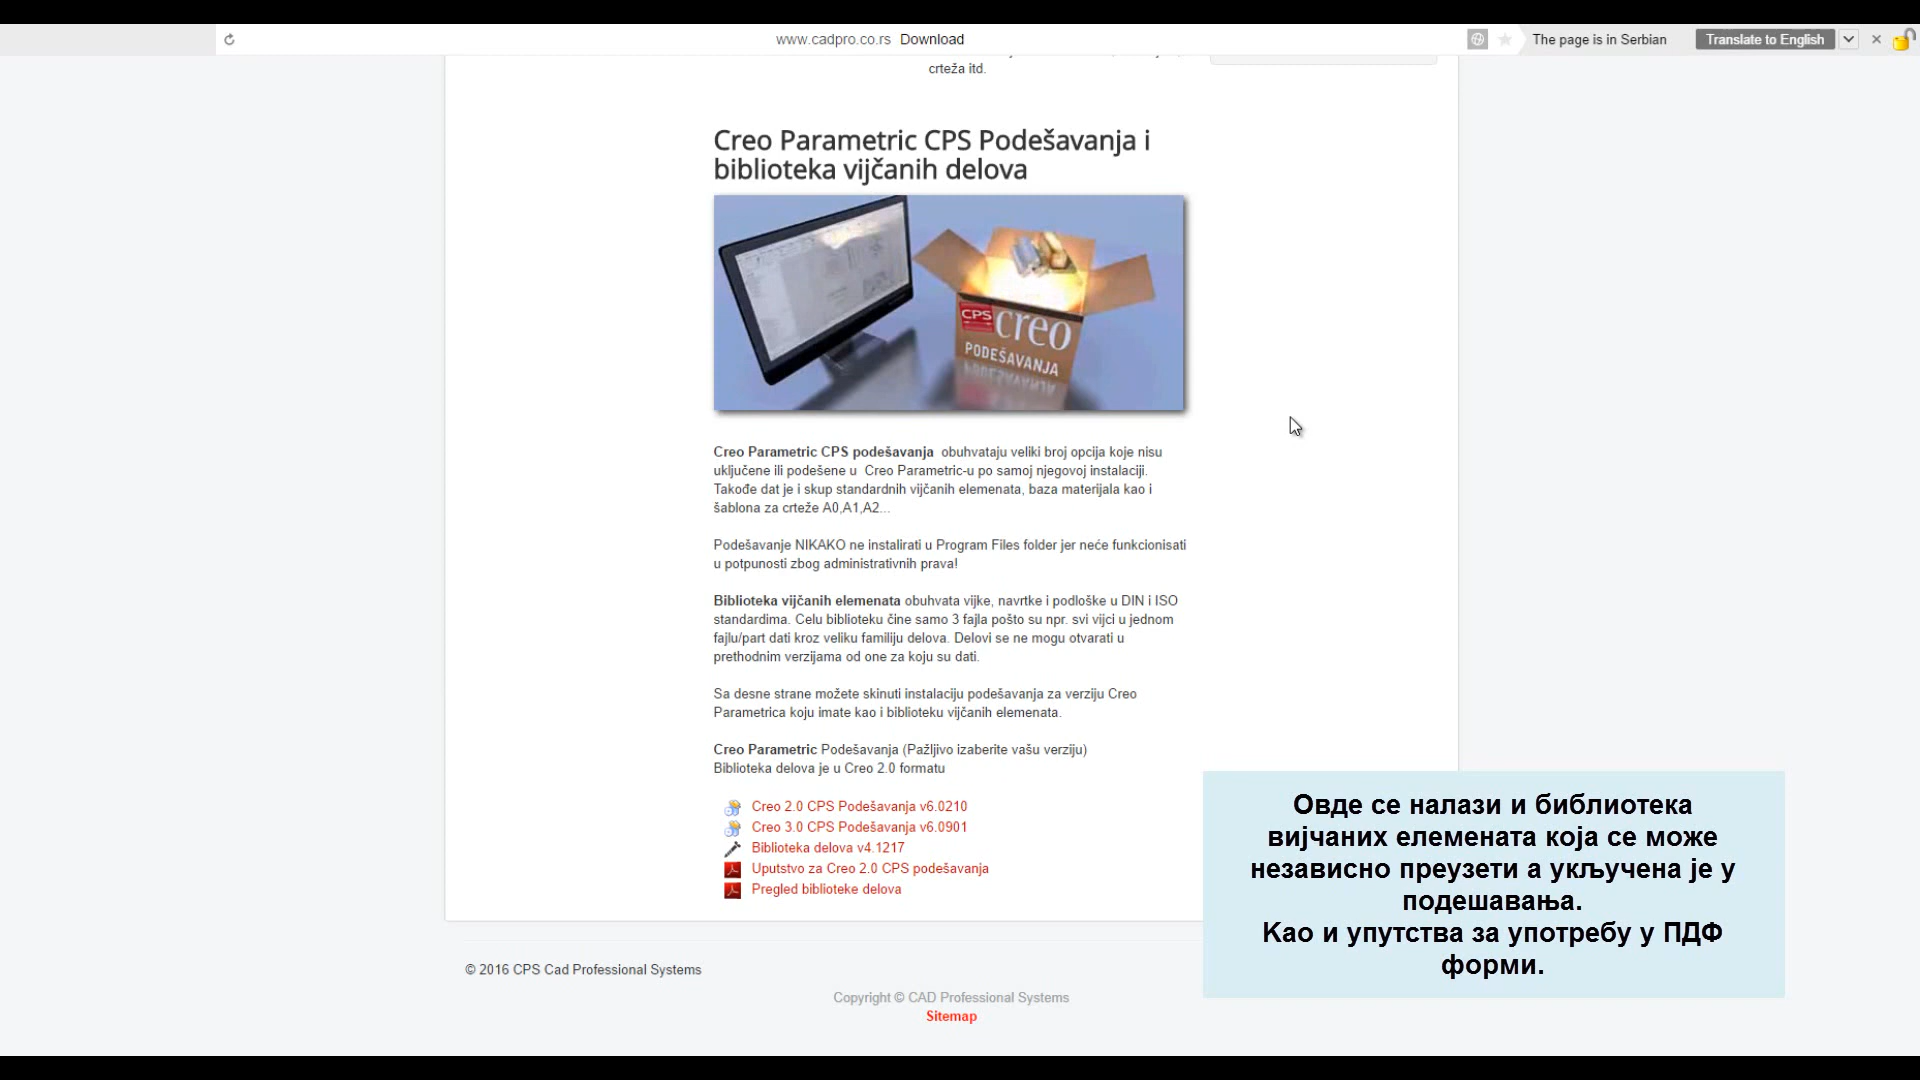 www.cadpro.co.rs Download
The page is in Serbian
Translate to English
crteža itd.
Creo Parametric CPS Podešavanja i
biblioteka vijčanih delova
CPS
creo
PODEŠAVANJA
Creo Parametric CPS podešavanja obuhvataju veliki broj opcija koje nisu
uključene ili podešene u Creo Parametric-u po samoj njegovoj instalaciji.
Takođe dat je i skup standardnih vijčanih elemenata, baza materijala kao i
šablona za crteže A0,A1,A2...
Podešavanje NIKAKO ne instalirati u Program Files folder jer neće funkcionisati
u potpunosti zbog administrativnih prava!
Biblioteka vijčanih elemenata obuhvata vijke, navrtke i podloške u DIN i ISO
standardima. Celu biblioteku čine samo 3 fajla pošto su npr. svi vijci u jednom
fajlu/part dati kroz veliku familiju delova. Delovi se ne mogu otvarati u
prethodnim verzijama od one za koju su dati.
Sa desne strane možete skinuti instalaciju podešavanja za verziju Creo
Parametrica koju imate kao i biblioteku vijčanih elemenata.
Creo Parametric Podešavanja (Pažljivo izaberite vašu verziju)
Biblioteka delova je u Creo 2.0 formatu
Creo 2.0 CPS Podešavanja v6.0210
Creo 3.0 CPS Podešavanja v6.0901
Biblioteka delova v4.1217
Uputstvo za Creo 2.0 CPS podešavanja
Pregled biblioteke delova
Овде се налази и библиотека
вијчаних елемената која се може
независно преузети а укључена је у
подешавања.
Као и упутства за употребу у ПДФ
форми.
© 2016 CPS Cad Professional Systems
Copyright © CAD Professional Systems
Sitemap